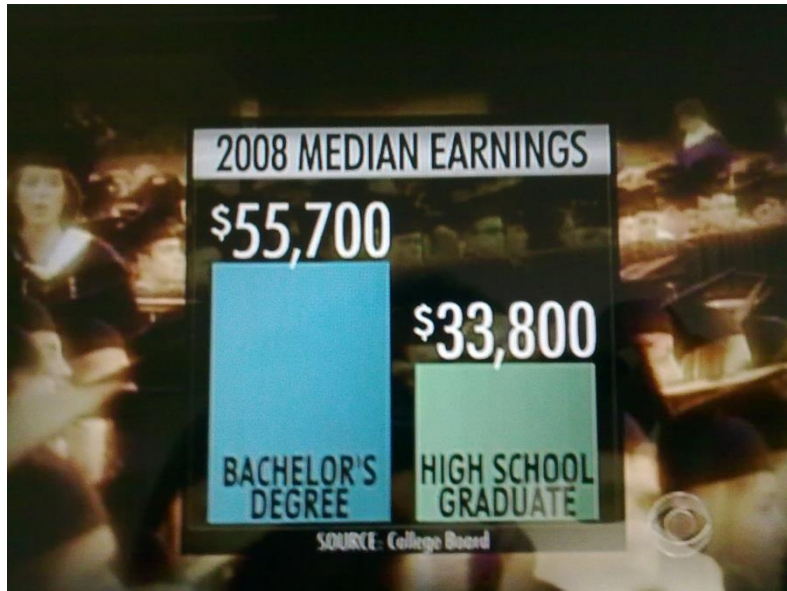 2008 MEDIAN EARNINGS
$55,700
$33,800
BACHELOR'S
DEGREE
HIGH SCHOOL
GRADUATE
SOURCE: College Board